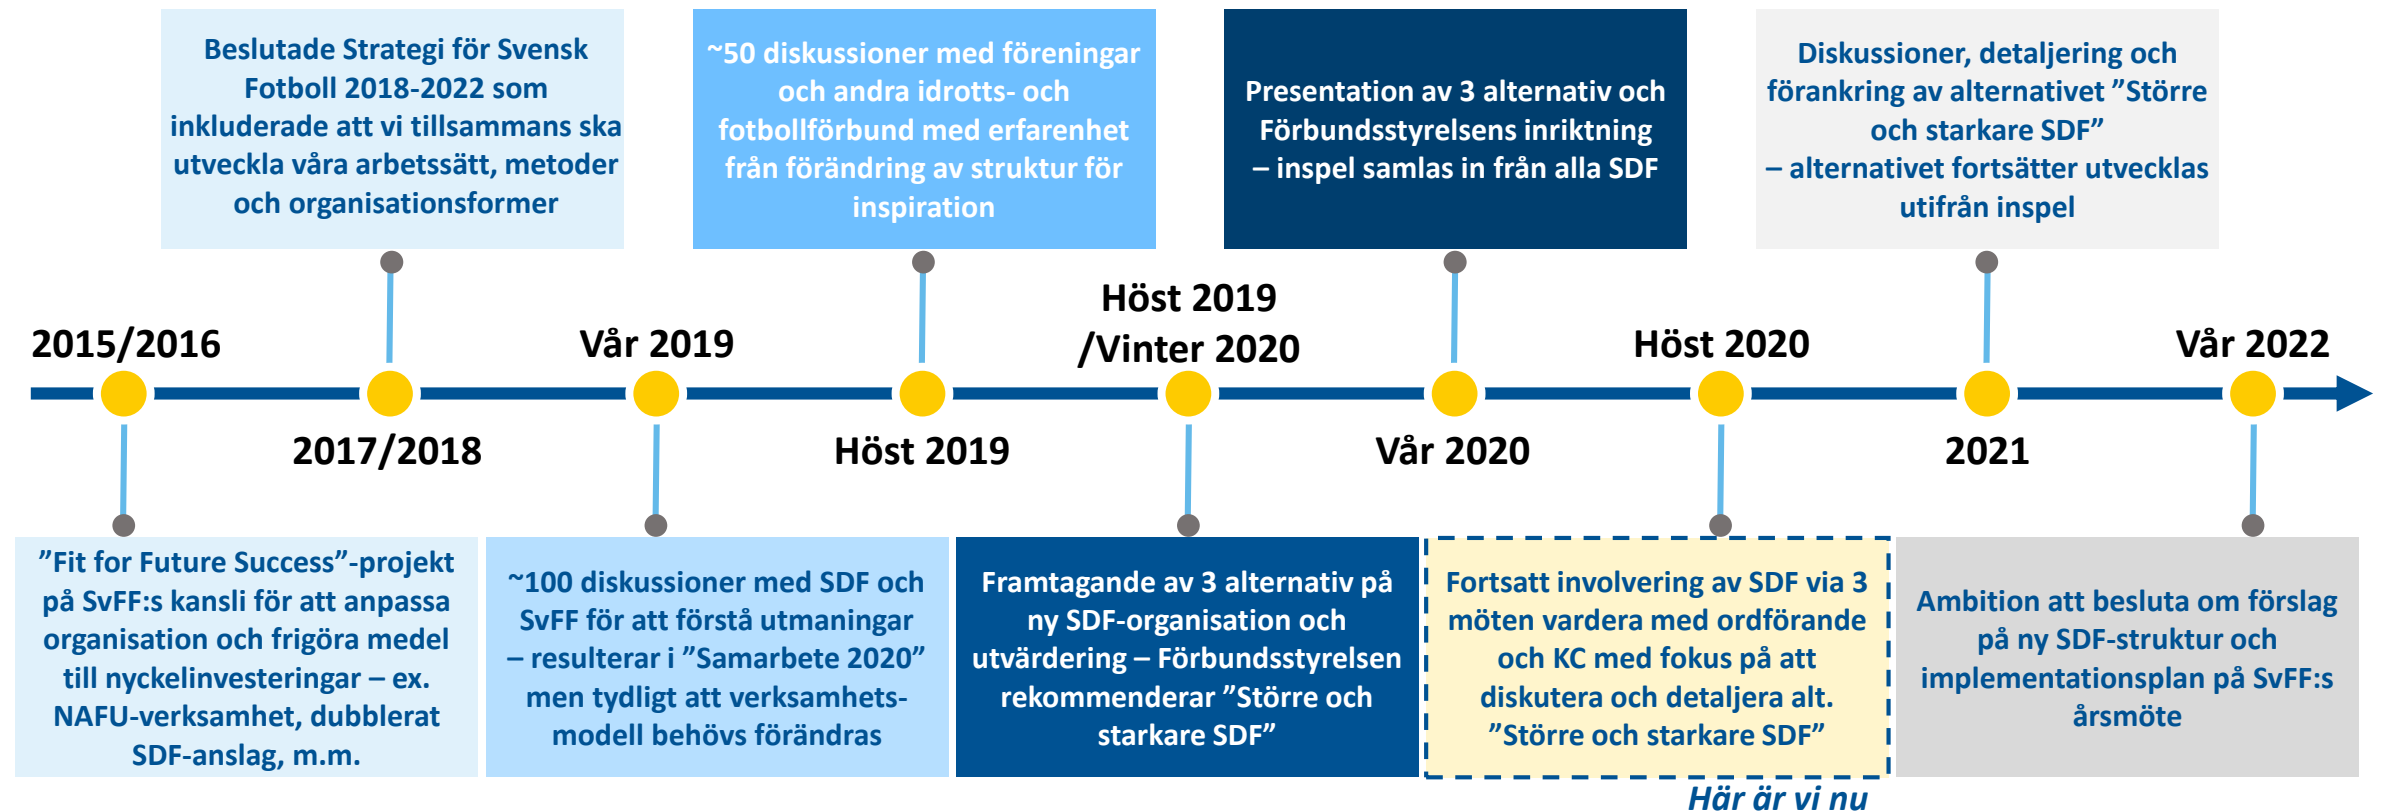 Beslutade Strategi för Svensk
Fotboll 2018-2022 som
inkluderade att vi tillsammans ska
utveckla våra arbetssätt, metoder
och organisationsformer
~50 diskussioner med föreningar
och andra idrotts- och
fotbollförbund med erfarenhet
från förändring av struktur för
inspiration
Presentation av 3 alternativ och
Förbundsstyrelsens inriktning
– inspel samlas in från alla SDF
Diskussioner, detaljering och
förankring av alternativet ”Större
och starkare SDF”
– alternativet fortsätter utvecklas
utifrån inspel
2015/2016
2017/2018
Vår 2019
Höst 2019
Höst 2019
/Vinter 2020
Vår 2020
Höst 2020
2021
Vår 2022
”Fit for Future Success”-projekt
på SvFF:s kansli för att anpassa
organisation och frigöra medel
till nyckelinvesteringar – ex.
NAFU-verksamhet, dubblerat
SDF-anslag, m.m.
~100 diskussioner med SDF och
SvFF för att förstå utmaningar
– resulterar i ”Samarbete 2020”
men tydligt att verksamhets-
modell behövs förändras
Framtagande av 3 alternativ på
ny SDF-organisation och
utvärdering – Förbundsstyrelsen
rekommenderar ”Större och
starkare SDF”
Fortsatt involvering av SDF via 3
möten vardera med ordförande
och KC med fokus på att
diskutera och detaljera alt.
”Större och starkare SDF”
Här är vi nu
Ambition att besluta om förslag
på ny SDF-struktur och
implementationsplan på SvFF:s
årsmöte